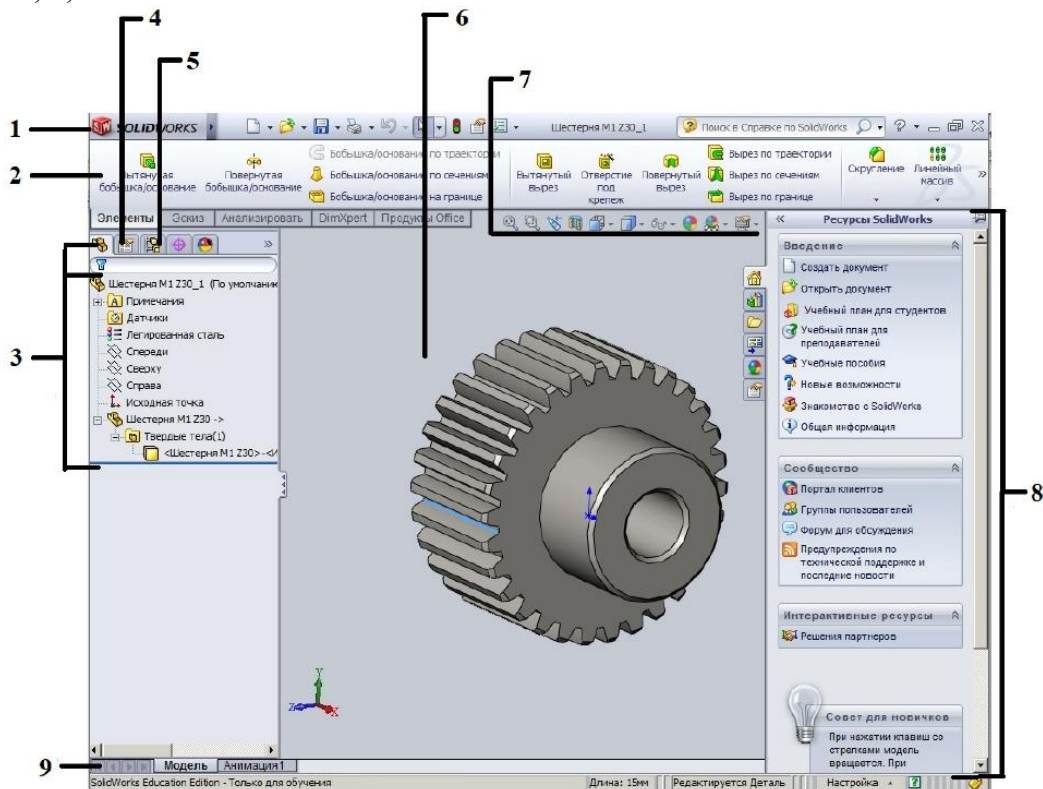 4
6
5
7
1
SOLIDWORKS
Шестерня M1 Z30_1
Поиск в Справке по SolidWorks
2
Вытянутая бобышка/основание
Повернутая бобышка/основание
Бобышка/основание по траектории
Бобышка/основание по сечениям
Бобышка/основание на границе
Вытянутый вырез
Отверстие под крепеж
Повернутый вырез
Вырез по траектории
Вырез по сечениям
Вырез по границе
Скругление
Линейный массив
Элементы
Эскиз
Анализировать
DimXpert
Продукты Office
3
Шестерня M1 Z30_1 (По умолчанию
Примечания
Датчики
Легированная сталь
Спереди
Сверху
Справа
Исходная точка
Шестерня M1 Z30 ->
Твердые тела(1)
<Шестерня M1 Z30>-<И
Y
Z
X
Ресурсы SolidWorks
Введение
Создать документ
Открыть документ
Учебный план для студентов
Учебный план для
преподавателей
Учебные пособия
Новые возможности
Знакомство с SolidWorks
Общая информация
Сообщество
Портал клиентов
Группы пользователей
Форум для обсуждения
Предупреждения по
технической поддержке и
последние новости
Интерактивные ресурсы
Решения партнеров
Совет для новичков
При нажатии клавиш со
стрелками модель
вращается. При
8
9
Модель
Анимация1
SolidWorks Education Edition - Только для обучения
Длина: 15мм
Редактируется Деталь
Настройка